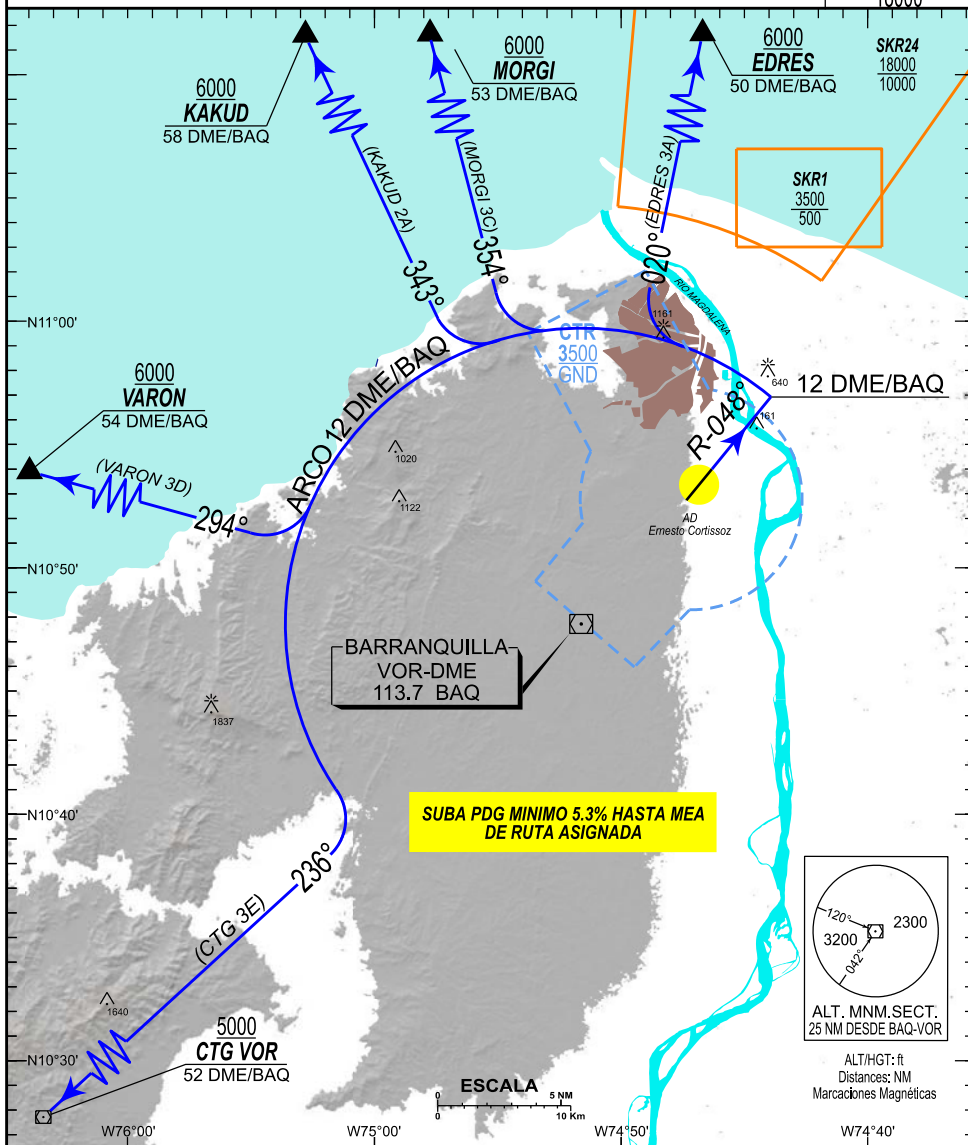 10000
6000
KAKUD
58 DME/BAQ
6000
MORGI
53 DME/BAQ
6000
EDRES
50 DME/BAQ
SKR24
18000
10000
SKR1
3500
500
(KAKUD 2A)
343°
(MORGI 3C)
354°
(EDRES 3A)
020°
RIO MAGDALENA
N11°00'
CTR
3500
GND
1161
640
12 DME/BAQ
R-048°
161
6000
VARON
54 DME/BAQ
(VARON 3D)
294°
ARCO 12 DME/BAQ
1020
1122
AD
Ernesto Cortissoz
N10°50'
BARRANQUILLA
VOR-DME
113.7 BAQ
1837
N10°40'
SUBA PDG MINIMO 5.3% HASTA MEA
DE RUTA ASIGNADA
236°
(CTG 3E)
1640
5000
CTG VOR
52 DME/BAQ
N10°30'
120°
2300
3200
042°
ALT. MNM.SECT.
25 NM DESDE BAQ-VOR
ALT/HGT: ft
Distances: NM
Marcaciones Magnéticas
ESCALA
0 5 NM
0 10 Km
W76°00'
W75°00'
W74°50'
W74°40'